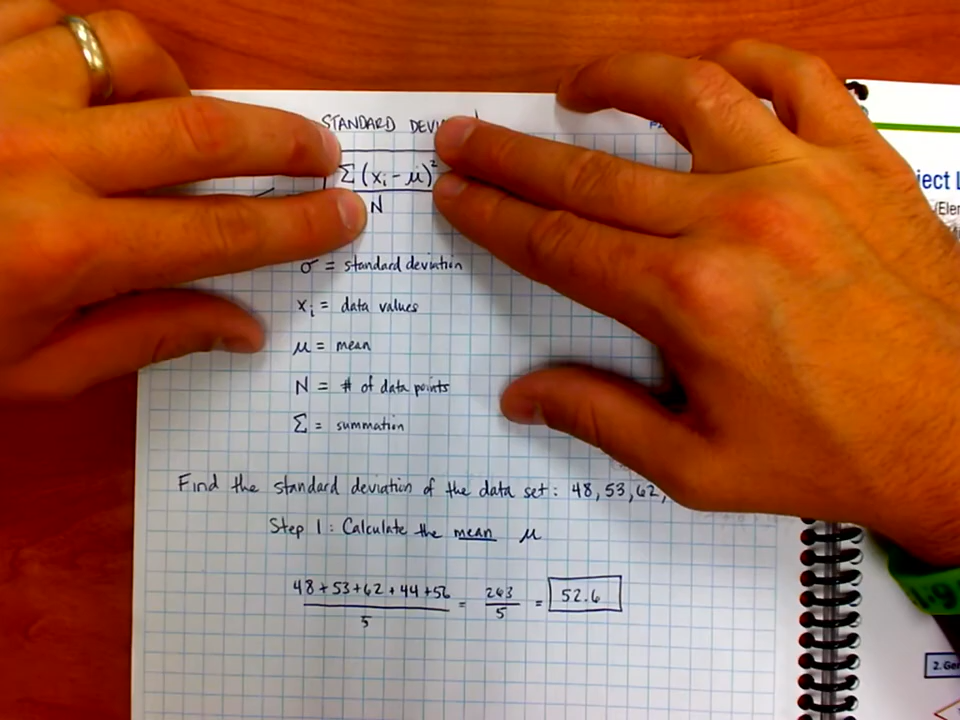 STANDARD
Σ (xᵢ - μ)²
N
σ = standard deviation
xᵢ = data values
μ = mean
N = # of data points
Σ = summation
Find the standard deviation of the data set: 48, 53, 62,
Step 1: Calculate the mean μ
48 + 53 + 62 + 44 + 56 = 263 = 52.6
5 5
2. Ge